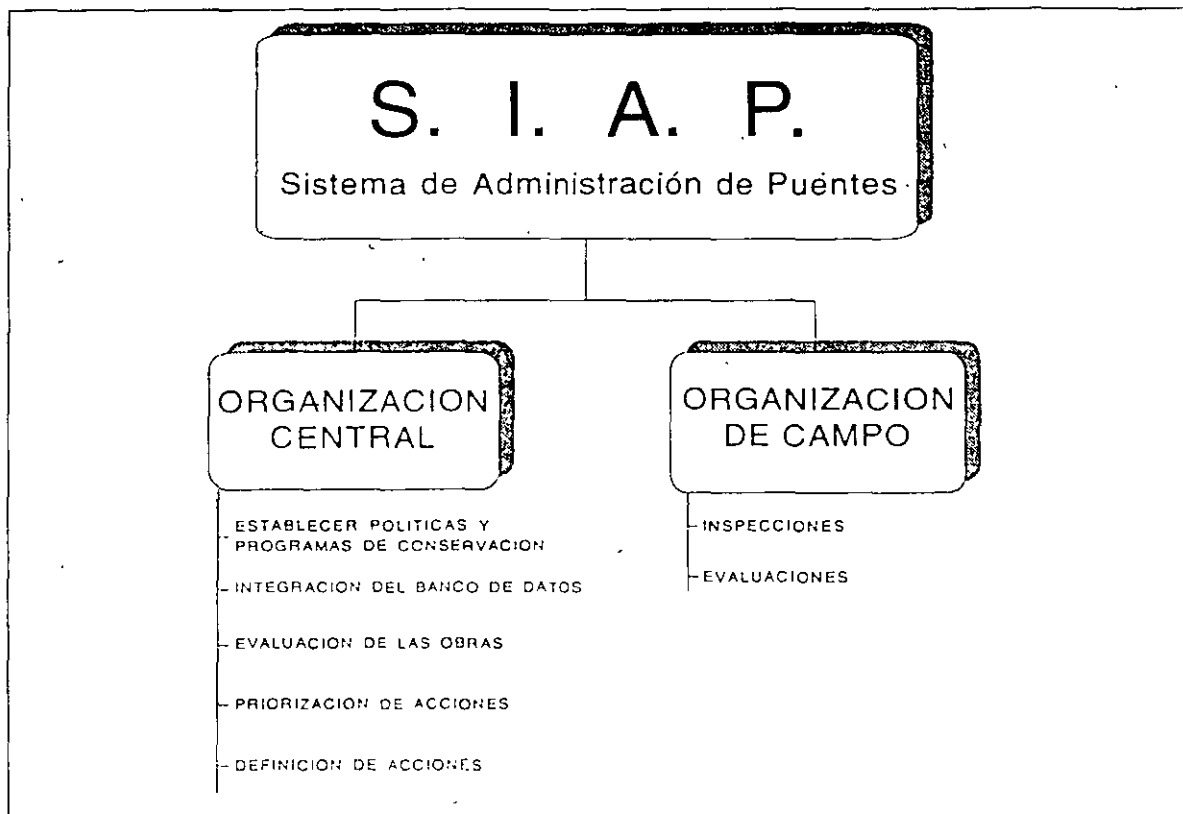 S. I. A. P.
Sistema de Administración de Puentes
ORGANIZACION
CENTRAL
ESTABLECER POLITICAS Y
PROGRAMAS DE CONSERVACION
INTEGRACION DEL BANCO DE DATOS
EVALUACION DE LAS OBRAS
PRIORIZACION DE ACCIONES
DEFINICION DE ACCIONES
ORGANIZACION
DE CAMPO
INSPECCIONES
EVALUACIONES